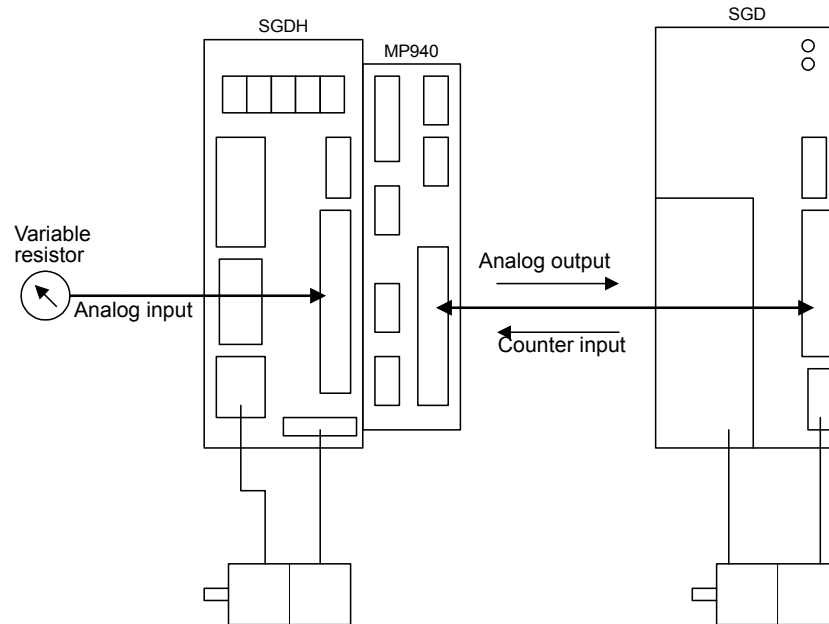 SGDH
MP940
SGD
Variable
resistor
Analog input
Analog output
Counter input